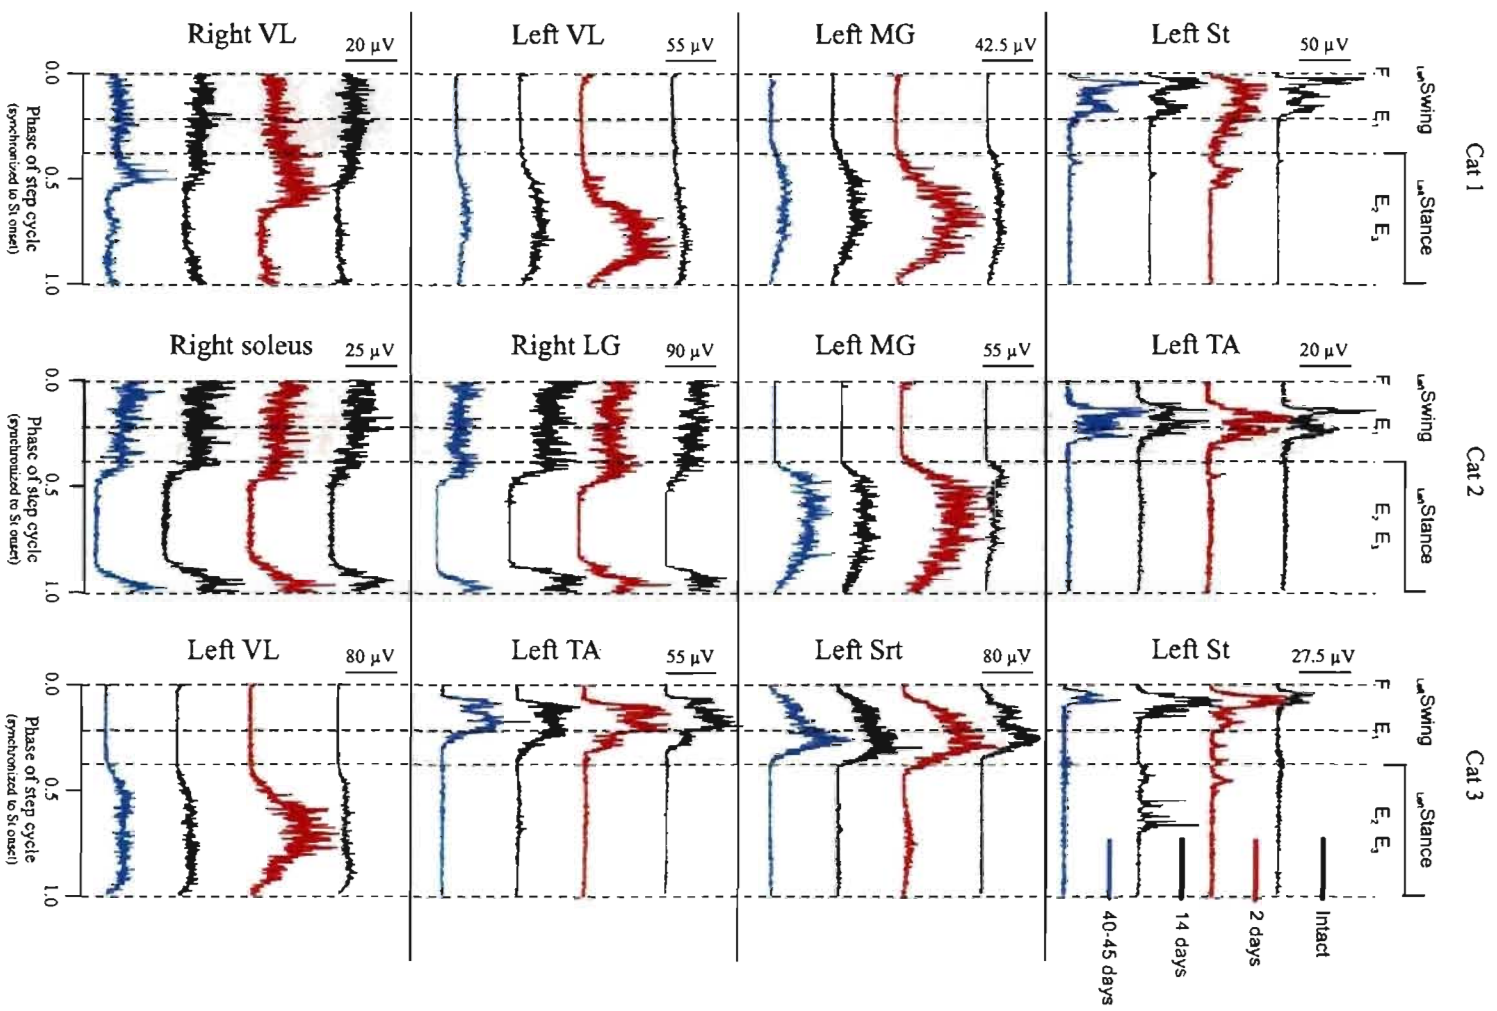 Cat 1
Left Swing
Left Stance
F
E1
E2 E3
Left St
50 µV
Left MG
42.5 µV
Left VL
55 µV
Right VL
20 µV
0.0
0.5
1.0
Phase of step cycle
(synchronized to St onset)
Cat 2
Left Swing
Left Stance
F
E1
E2 E3
Left TA
20 µV
Left MG
55 µV
Right LG
90 µV
Right soleus
25 µV
0.0
0.5
1.0
Phase of step cycle
(synchronized to St onset)
Cat 3
Left Swing
Left Stance
F
E1
E2 E3
Left St
27.5 µV
Left Srt
80 µV
Left TA
55 µV
Left VL
80 µV
0.0
0.5
1.0
Phase of step cycle
(synchronized to St onset)
Intact
2 days
14 days
40-45 days